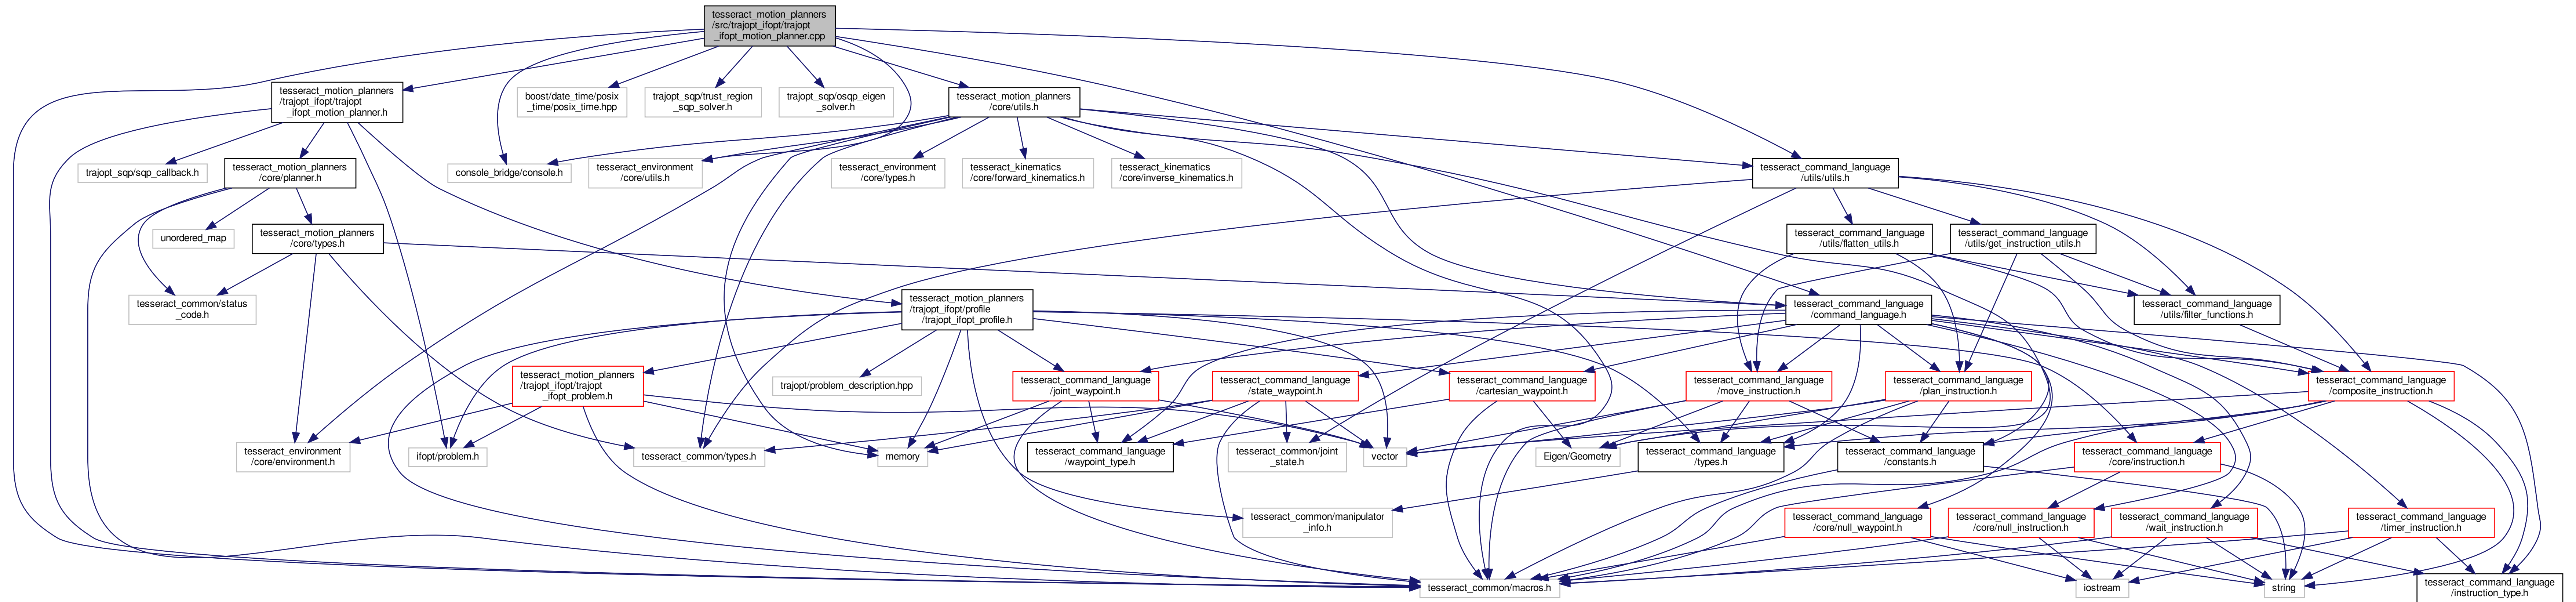 tesseract_motion_planners
/src/trajopt_ifopt/trajopt
_ifopt_motion_planner.cpp
tesseract_motion_planners
/trajopt_ifopt/trajopt
_ifopt_motion_planner.h
boost/date_time/posix
_time/posix_time.hpp
trajopt_sqp/trust_region
_sqp_solver.h
trajopt_sqp/osqp_eigen
_solver.h
tesseract_motion_planners
/core/utils.h
trajopt_sqp/sqp_callback.h
tesseract_motion_planners
/core/planner.h
console_bridge/console.h
tesseract_environment
/core/utils.h
tesseract_environment
/core/types.h
tesseract_kinematics
/core/forward_kinematics.h
tesseract_kinematics
/core/inverse_kinematics.h
tesseract_command_language
/utils/utils.h
unordered_map
tesseract_motion_planners
/core/types.h
tesseract_command_language
/utils/flatten_utils.h
tesseract_command_language
/utils/get_instruction_utils.h
tesseract_common/status
_code.h
tesseract_motion_planners
/trajopt_ifopt/profile
/trajopt_ifopt_profile.h
tesseract_command_language
/command_language.h
tesseract_command_language
/utils/filter_functions.h
tesseract_motion_planners
/trajopt_ifopt/trajopt
_ifopt_problem.h
trajopt/problem_description.hpp
tesseract_command_language
/joint_waypoint.h
tesseract_command_language
/state_waypoint.h
tesseract_command_language
/cartesian_waypoint.h
tesseract_command_language
/move_instruction.h
tesseract_command_language
/plan_instruction.h
tesseract_command_language
/composite_instruction.h
tesseract_environment
/core/environment.h
ifopt/problem.h
tesseract_common/types.h
memory
tesseract_command_language
/waypoint_type.h
tesseract_common/joint
_state.h
vector
Eigen/Geometry
tesseract_command_language
/types.h
tesseract_command_language
/constants.h
tesseract_command_language
/core/instruction.h
tesseract_common/manipulator
_info.h
tesseract_command_language
/core/null_waypoint.h
tesseract_command_language
/core/null_instruction.h
tesseract_command_language
/wait_instruction.h
tesseract_command_language
/timer_instruction.h
tesseract_common/macros.h
iostream
string
tesseract_command_language
/instruction_type.h